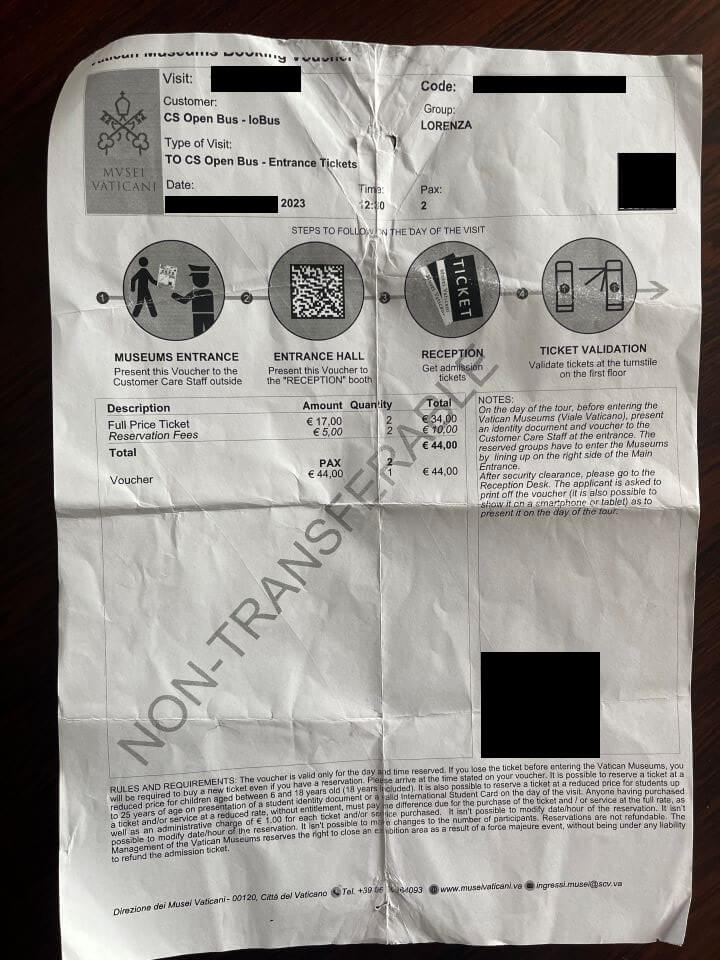 Vatican Museums Booking Voucher
MVSEI
VATICANI
Visit:
Customer:
CS Open Bus - IoBus
Type of Visit:
TO CS Open Bus - Entrance Tickets
Date:
2023
Time:
Pax:
2
Code:
Group:
LORENZA
STEPS TO FOLLOW ON THE DAY OF THE VISIT
1
2
3
4
TICKET
MUSEUMS ENTRANCE
Present this Voucher to the
Customer Care Staff outside
ENTRANCE HALL
Present this Voucher to
the "RECEPTION" booth
RECEPTION
Get admission
tickets
TICKET VALIDATION
Validate tickets at the turnstile
on the first floor
Description Amount Quantity Total
Full Price Ticket € 17,00 2 € 34,00
Reservation Fees € 5,00 2 € 10,00
Total € 44,00
PAX 2
Voucher € 44,00 1 € 44,00
NOTES:
On the day of the tour, before entering the
Vatican Museums (Viale Vaticano), present
an identity document and voucher to the
Customer Care Staff at the entrance. The
reserved groups have to enter the Museums
by lining up on the right side of the Main
Entrance.
After security clearance, please go to the
Reception Desk. The applicant is asked to
print off the voucher (it is also possible to
show it on a smartphone or tablet) as to
present it on the day of the tour.
NON-TRANSFERABLE
RULES AND REQUIREMENTS: The voucher is valid only for the day and time reserved. If you lose the ticket before entering the Vatican Museums, you
will be required to buy a new ticket even if you have a reservation. Please arrive at the time stated on your voucher. It is possible to reserve a ticket at a
reduced price for children aged between 6 and 18 years old (18 years included). It is also possible to reserve a ticket at a reduced price for students up
to 25 years of age on presentation of a student identity document or a valid International Student Card on the day of the visit. Anyone having purchased
a ticket and/or service at a reduced rate, without entitlement, must pay the difference due for the purchase of the ticket and / or service at the full rate, as
well as an administrative charge of € 1.00 for each ticket and/or service purchased. It isn't possible to modify date/hour of the reservation. It isn't
possible to modify date/hour of the reservation. It isn't possible to make changes to the number of participants. Reservations are not refundable. The
Management of the Vatican Museums reserves the right to close an exhibition area as a result of a force majeure event, without being under any liability
to refund the admission ticket.
Direzione dei Musei Vaticani - 00120, Città del Vaticano Tel. +39 06 www.museivaticani.va ingressi.musei@scv.va